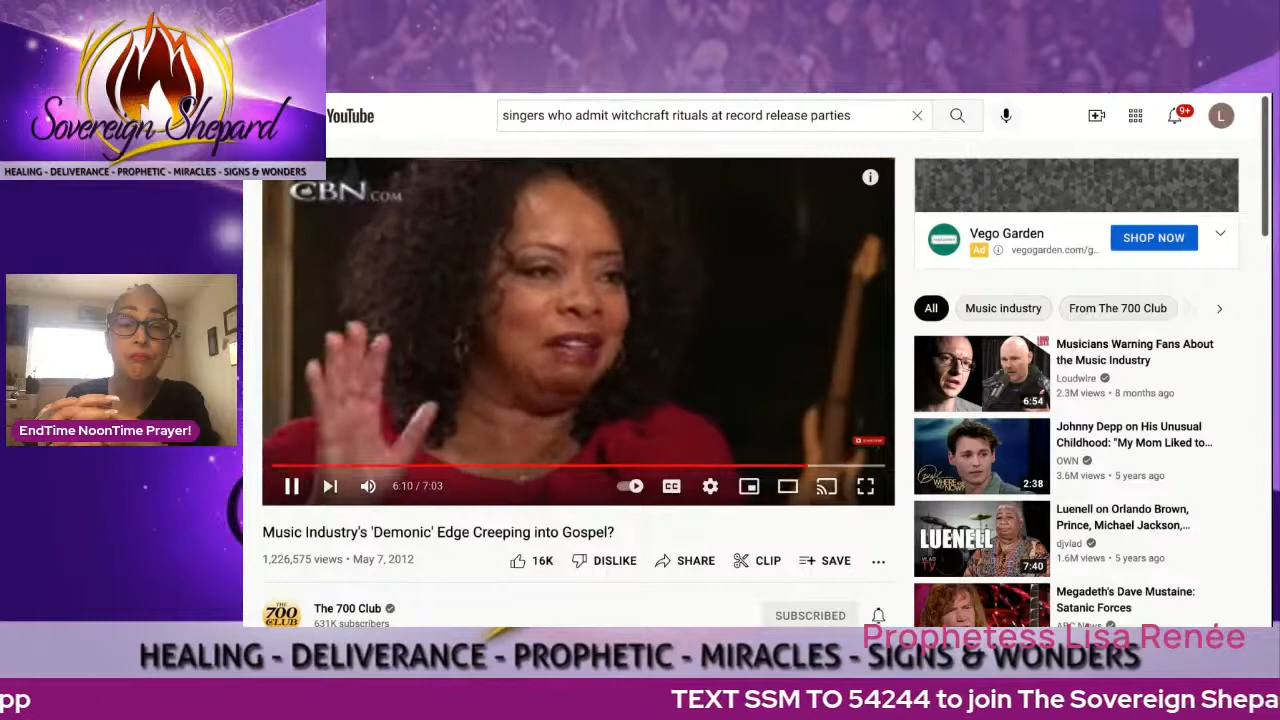 Sovereign Shepard
HEALING - DELIVERANCE - PROPHETIC - MIRACLES - SIGNS & WONDERS
YouTube
singers who admit witchcraft rituals at record release parties
9+
L
CBN.COM
6:10 / 7:03
CC
Music Industry's 'Demonic' Edge Creeping into Gospel?
1,226,575 views • May 7, 2012
16K
DISLIKE
SHARE
CLIP
SAVE
THE 700 CLUB
The 700 Club
631K subscribers
SUBSCRIBED
Vego Garden
Ad
vegogarden.com/g...
SHOP NOW
All
Music industry
From The 700 Club
Musicians Warning Fans About
the Music Industry
Loudwire
2.3M views • 8 months ago
6:54
Johnny Depp on His Unusual
Childhood: "My Mom Liked to...
OWN
3.6M views • 5 years ago
2:38
Luenell on Orlando Brown,
Prince, Michael Jackson,...
djvlad
1.6M views • 5 years ago
LUENELL
7:40
Megadeth's Dave Mustaine:
Satanic Forces
ABC News
EndTime NoonTime Prayer!
Prophetess Lisa Renée
HEALING - DELIVERANCE - PROPHETIC - MIRACLES - SIGNS & WONDERS
pp
TEXT SSM TO 54244 to join The Sovereign Shepa